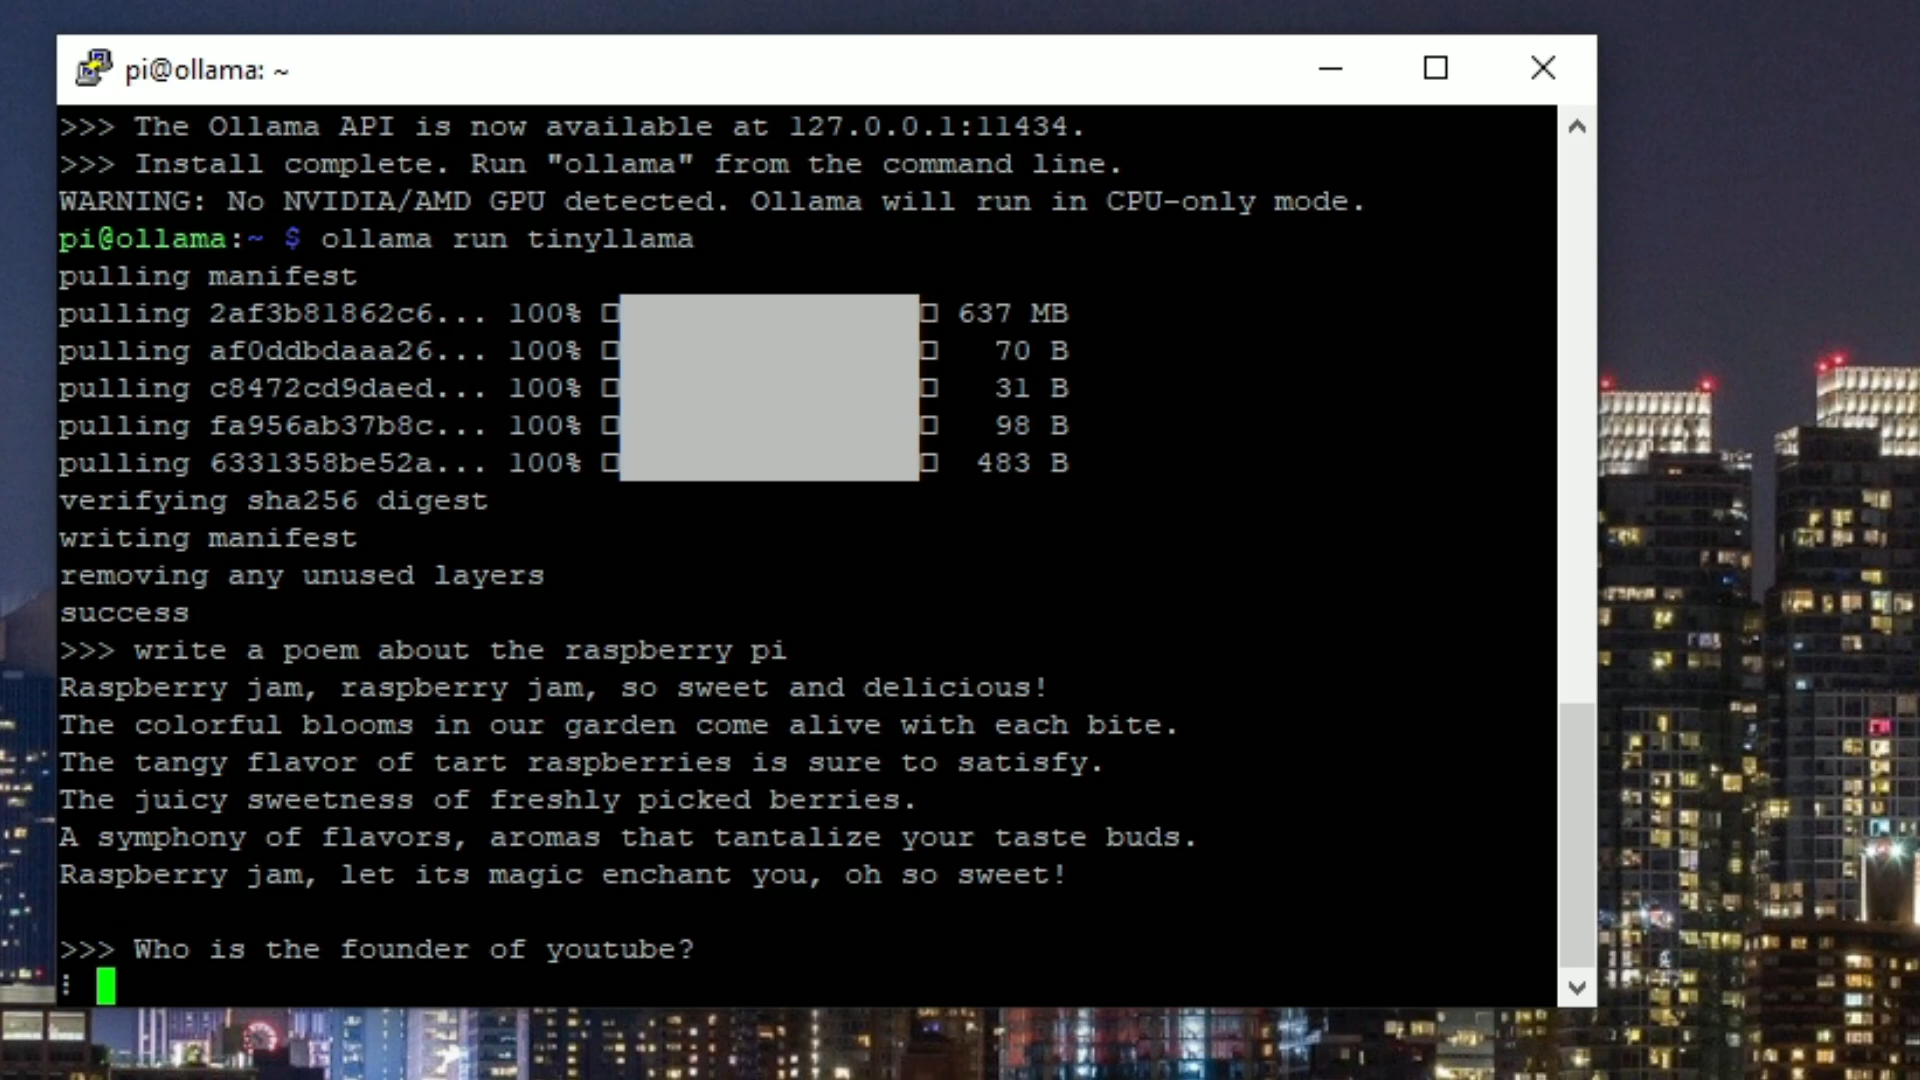 pi@ollama: ~
>>> The Ollama API is now available at 127.0.0.1:11434.
>>> Install complete. Run "ollama" from the command line.
WARNING: No NVIDIA/AMD GPU detected. Ollama will run in CPU-only mode.
pi@ollama:~ $ ollama run tinyllama
pulling manifest
pulling 2af3b81862c6... 100% 637 MB
pulling af0ddbdaaa26... 100% 70 B
pulling c8472cd9daed... 100% 31 B
pulling fa956ab37b8c... 100% 98 B
pulling 6331358be52a... 100% 483 B
verifying sha256 digest
writing manifest
removing any unused layers
success
>>> write a poem about the raspberry pi
Raspberry jam, raspberry jam, so sweet and delicious!
The colorful blooms in our garden come alive with each bite.
The tangy flavor of tart raspberries is sure to satisfy.
The juicy sweetness of freshly picked berries.
A symphony of flavors, aromas that tantalize your taste buds.
Raspberry jam, let its magic enchant you, oh so sweet!
>>> Who is the founder of youtube?